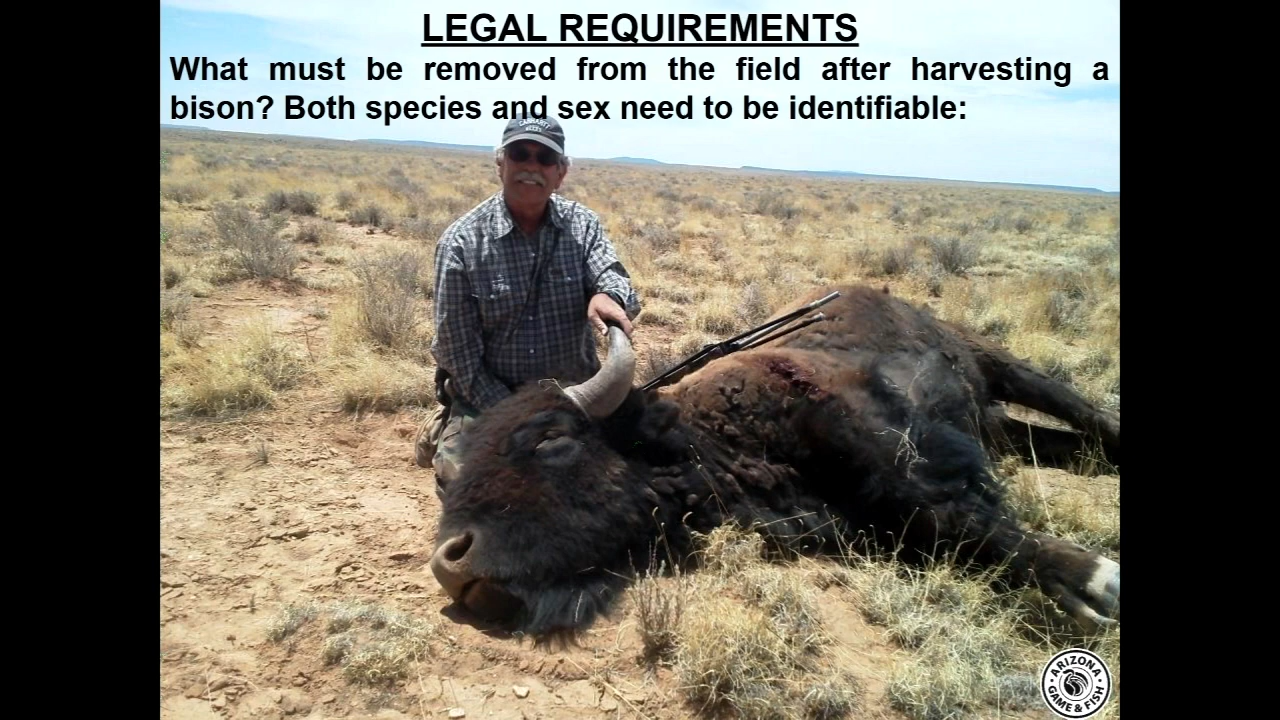 LEGAL REQUIREMENTS
What must be removed from the field after harvesting a
bison? Both species and sex need to be identifiable:
CARHARTT
ARIZONA
GAME & FISH